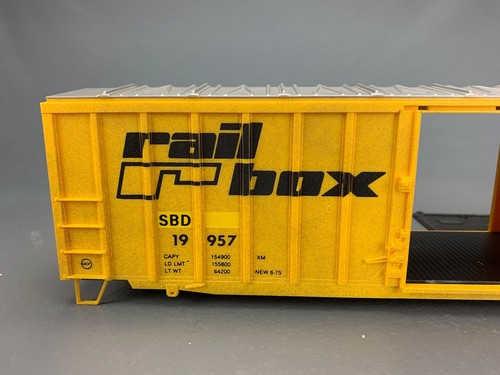 rail
box
SBD
19 957
CAPY 154900 XM
LD LMT 155800
LT WT 64200 NEW 6-75